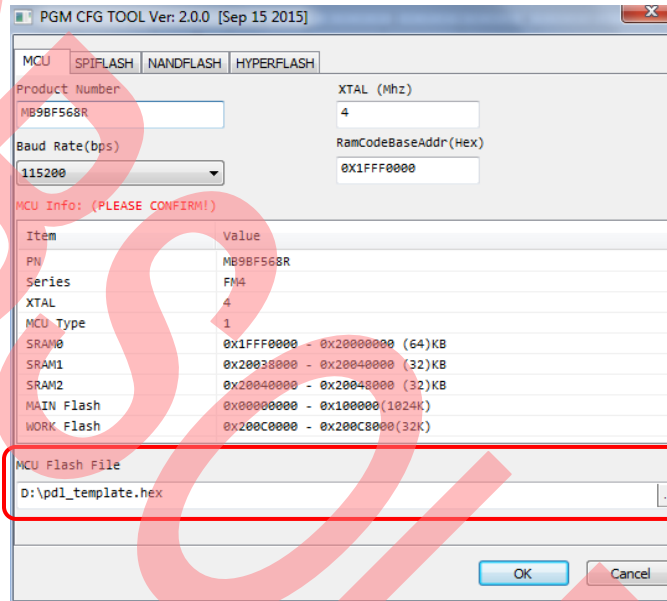 PGM CFG TOOL Ver: 2.0.0 [Sep 15 2015]
MCU SPIFLASH NANDFLASH HYPERFLASH
Product Number XTAL (Mhz)
MB9BF568R 4
Baud Rate(bps) RamCodeBaseAddr(Hex)
115200 0X1FFF0000
MCU Info: (PLEASE CONFIRM!)
Item Value
PN MB9BF568R
Series FM4
XTAL 4
MCU Type 1
SRAM0 0x1FFF0000 - 0x20000000 (64)KB
SRAM1 0x20038000 - 0x20040000 (32)KB
SRAM2 0x20040000 - 0x20048000 (32)KB
MAIN Flash 0x00000000 - 0x100000(1024K)
WORK Flash 0x200C0000 - 0x200C8000(32K)
MCU Flash File
D:\pdl_template.hex
OK Cancel